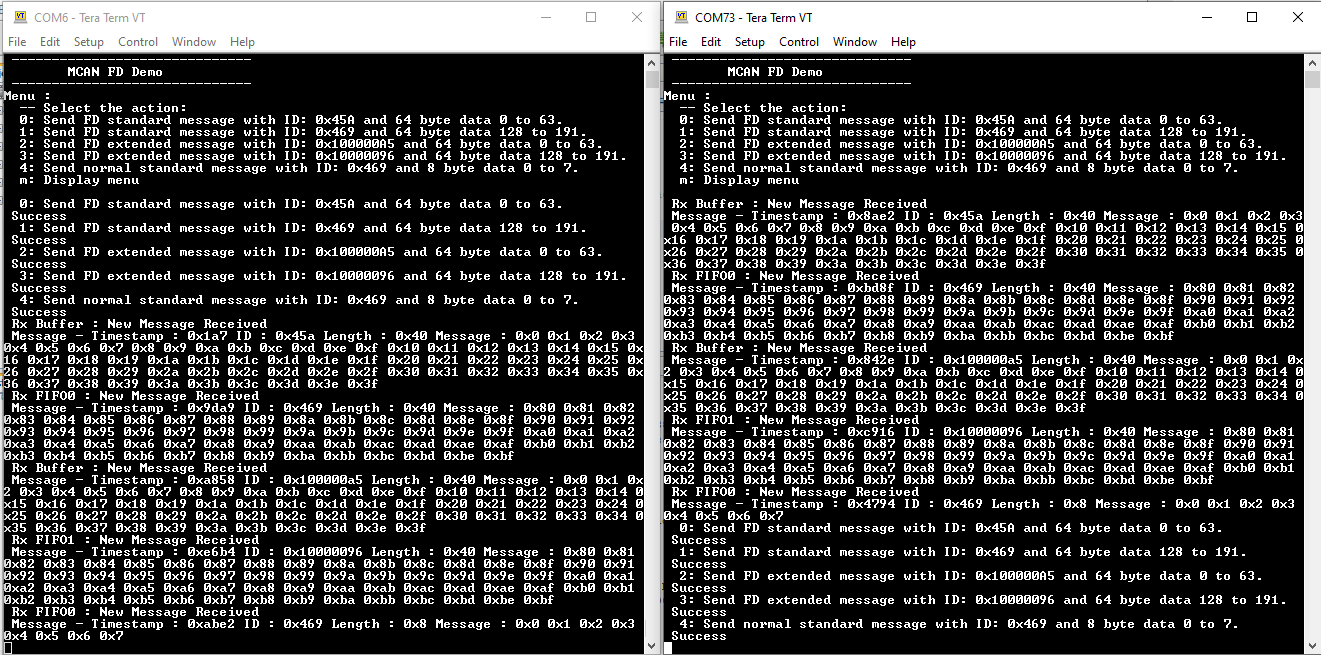 COM6 - Tera Term VT
File Edit Setup Control Window Help
------------------------------
MCAN FD Demo
------------------------------
Menu :
-- Select the action:
0: Send FD standard message with ID: 0x45A and 64 byte data 0 to 63.
1: Send FD standard message with ID: 0x469 and 64 byte data 128 to 191.
2: Send FD extended message with ID: 0x100000A5 and 64 byte data 0 to 63.
3: Send FD extended message with ID: 0x10000096 and 64 byte data 128 to 191.
4: Send normal standard message with ID: 0x469 and 8 byte data 0 to 7.
m: Display menu
0: Send FD standard message with ID: 0x45A and 64 byte data 0 to 63.
Success
1: Send FD standard message with ID: 0x469 and 64 byte data 128 to 191.
Success
2: Send FD extended message with ID: 0x100000A5 and 64 byte data 0 to 63.
Success
3: Send FD extended message with ID: 0x10000096 and 64 byte data 128 to 191.
Success
4: Send normal standard message with ID: 0x469 and 8 byte data 0 to 7.
Success
Rx Buffer : New Message Received
Message - Timestamp : 0x1a7 ID : 0x45a Length : 0x40 Message : 0x0 0x1 0x2 0x3
0x4 0x5 0x6 0x7 0x8 0x9 0xa 0xb 0xc 0xd 0xe 0xf 0x10 0x11 0x12 0x13 0x14 0x15 0x
16 0x17 0x18 0x19 0x1a 0x1b 0x1c 0x1d 0x1e 0x1f 0x20 0x21 0x22 0x23 0x24 0x25 0x
26 0x27 0x28 0x29 0x2a 0x2b 0x2c 0x2d 0x2e 0x2f 0x30 0x31 0x32 0x33 0x34 0x35 0x
36 0x37 0x38 0x39 0x3a 0x3b 0x3c 0x3d 0x3e 0x3f
Rx FIFO0 : New Message Received
Message - Timestamp : 0x9da9 ID : 0x469 Length : 0x40 Message : 0x80 0x81 0x82
0x83 0x84 0x85 0x86 0x87 0x88 0x89 0x8a 0x8b 0x8c 0x8d 0x8e 0x8f 0x90 0x91 0x92
0x93 0x94 0x95 0x96 0x97 0x98 0x99 0x9a 0x9b 0x9c 0x9d 0x9e 0x9f 0xa0 0xa1 0xa2
0xa3 0xa4 0xa5 0xa6 0xa7 0xa8 0xa9 0xaa 0xab 0xac 0xad 0xae 0xaf 0xb0 0xb1 0xb2
0xb3 0xb4 0xb5 0xb6 0xb7 0xb8 0xb9 0xba 0xbb 0xbc 0xbd 0xbe 0xbf
Rx Buffer : New Message Received
Message - Timestamp : 0xa858 ID : 0x100000a5 Length : 0x40 Message : 0x0 0x1 0x
2 0x3 0x4 0x5 0x6 0x7 0x8 0x9 0xa 0xb 0xc 0xd 0xe 0xf 0x10 0x11 0x12 0x13 0x14 0
x15 0x16 0x17 0x18 0x19 0x1a 0x1b 0x1c 0x1d 0x1e 0x1f 0x20 0x21 0x22 0x23 0x24 0
x25 0x26 0x27 0x28 0x29 0x2a 0x2b 0x2c 0x2d 0x2e 0x2f 0x30 0x31 0x32 0x33 0x34 0
x35 0x36 0x37 0x38 0x39 0x3a 0x3b 0x3c 0x3d 0x3e 0x3f
Rx FIFO1 : New Message Received
Message - Timestamp : 0xe6b4 ID : 0x10000096 Length : 0x40 Message : 0x80 0x81
0x82 0x83 0x84 0x85 0x86 0x87 0x88 0x89 0x8a 0x8b 0x8c 0x8d 0x8e 0x8f 0x90 0x91
0x92 0x93 0x94 0x95 0x96 0x97 0x98 0x99 0x9a 0x9b 0x9c 0x9d 0x9e 0x9f 0xa0 0xa1
0xa2 0xa3 0xa4 0xa5 0xa6 0xa7 0xa8 0xa9 0xaa 0xab 0xac 0xad 0xae 0xaf 0xb0 0xb1
0xb2 0xb3 0xb4 0xb5 0xb6 0xb7 0xb8 0xb9 0xba 0xbb 0xbc 0xbd 0xbe 0xbf
Rx FIFO0 : New Message Received
Message - Timestamp : 0xabe2 ID : 0x469 Length : 0x8 Message : 0x0 0x1 0x2 0x3
0x4 0x5 0x6 0x7
COM73 - Tera Term VT
File Edit Setup Control Window Help
------------------------------
MCAN FD Demo
------------------------------
Menu :
-- Select the action:
0: Send FD standard message with ID: 0x45A and 64 byte data 0 to 63.
1: Send FD standard message with ID: 0x469 and 64 byte data 128 to 191.
2: Send FD extended message with ID: 0x100000A5 and 64 byte data 0 to 63.
3: Send FD extended message with ID: 0x10000096 and 64 byte data 128 to 191.
4: Send normal standard message with ID: 0x469 and 8 byte data 0 to 7.
m: Display menu
Rx Buffer : New Message Received
Message - Timestamp : 0x8ae2 ID : 0x45a Length : 0x40 Message : 0x0 0x1 0x2 0x3
0x4 0x5 0x6 0x7 0x8 0x9 0xa 0xb 0xc 0xd 0xe 0xf 0x10 0x11 0x12 0x13 0x14 0x15 0
x16 0x17 0x18 0x19 0x1a 0x1b 0x1c 0x1d 0x1e 0x1f 0x20 0x21 0x22 0x23 0x24 0x25 0
x26 0x27 0x28 0x29 0x2a 0x2b 0x2c 0x2d 0x2e 0x2f 0x30 0x31 0x32 0x33 0x34 0x35 0
x36 0x37 0x38 0x39 0x3a 0x3b 0x3c 0x3d 0x3e 0x3f
Rx FIFO0 : New Message Received
Message - Timestamp : 0xbd8f ID : 0x469 Length : 0x40 Message : 0x80 0x81 0x82
0x83 0x84 0x85 0x86 0x87 0x88 0x89 0x8a 0x8b 0x8c 0x8d 0x8e 0x8f 0x90 0x91 0x92
0x93 0x94 0x95 0x96 0x97 0x98 0x99 0x9a 0x9b 0x9c 0x9d 0x9e 0x9f 0xa0 0xa1 0xa2
0xa3 0xa4 0xa5 0xa6 0xa7 0xa8 0xa9 0xaa 0xab 0xac 0xad 0xae 0xaf 0xb0 0xb1 0xb2
0xb3 0xb4 0xb5 0xb6 0xb7 0xb8 0xb9 0xba 0xbb 0xbc 0xbd 0xbe 0xbf
Rx Buffer : New Message Received
Message - Timestamp : 0x842e ID : 0x100000a5 Length : 0x40 Message : 0x0 0x1 0x
2 0x3 0x4 0x5 0x6 0x7 0x8 0x9 0xa 0xb 0xc 0xd 0xe 0xf 0x10 0x11 0x12 0x13 0x14 0
x15 0x16 0x17 0x18 0x19 0x1a 0x1b 0x1c 0x1d 0x1e 0x1f 0x20 0x21 0x22 0x23 0x24 0
x25 0x26 0x27 0x28 0x29 0x2a 0x2b 0x2c 0x2d 0x2e 0x2f 0x30 0x31 0x32 0x33 0x34 0
x35 0x36 0x37 0x38 0x39 0x3a 0x3b 0x3c 0x3d 0x3e 0x3f
Rx FIFO1 : New Message Received
Message - Timestamp : 0xc916 ID : 0x10000096 Length : 0x40 Message : 0x80 0x81
0x82 0x83 0x84 0x85 0x86 0x87 0x88 0x89 0x8a 0x8b 0x8c 0x8d 0x8e 0x8f 0x90 0x91
0x92 0x93 0x94 0x95 0x96 0x97 0x98 0x99 0x9a 0x9b 0x9c 0x9d 0x9e 0x9f 0xa0 0xa1
0xa2 0xa3 0xa4 0xa5 0xa6 0xa7 0xa8 0xa9 0xaa 0xab 0xac 0xad 0xae 0xaf 0xb0 0xb1
0xb2 0xb3 0xb4 0xb5 0xb6 0xb7 0xb8 0xb9 0xba 0xbb 0xbc 0xbd 0xbe 0xbf
Rx FIFO0 : New Message Received
Message - Timestamp : 0x4794 ID : 0x469 Length : 0x8 Message : 0x0 0x1 0x2 0x3
0x4 0x5 0x6 0x7
0: Send FD standard message with ID: 0x45A and 64 byte data 0 to 63.
Success
1: Send FD standard message with ID: 0x469 and 64 byte data 128 to 191.
Success
2: Send FD extended message with ID: 0x100000A5 and 64 byte data 0 to 63.
Success
3: Send FD extended message with ID: 0x10000096 and 64 byte data 128 to 191.
Success
4: Send normal standard message with ID: 0x469 and 8 byte data 0 to 7.
Success